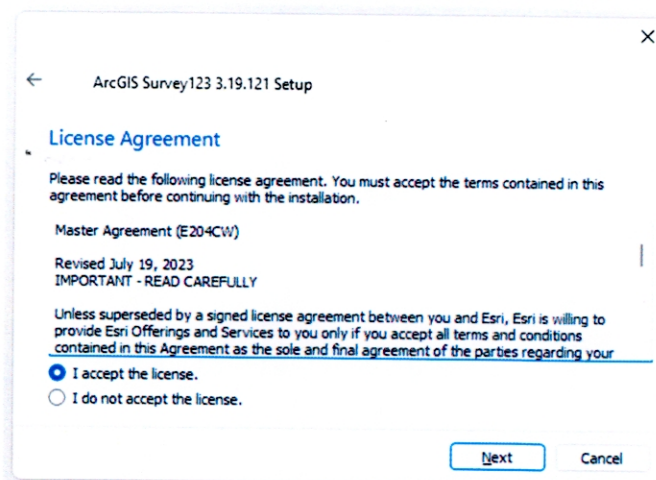 ArcGIS Survey123 3.19.121 Setup
License Agreement
Please read the following license agreement. You must accept the terms contained in this
agreement before continuing with the installation.
Master Agreement (E204CW)
Revised July 19, 2023
IMPORTANT - READ CAREFULLY
Unless superseded by a signed license agreement between you and Esri, Esri is willing to
provide Esri Offerings and Services to you only if you accept all terms and conditions
contained in this Agreement as the sole and final agreement of the parties regarding your
I accept the license.
I do not accept the license.
Next
Cancel